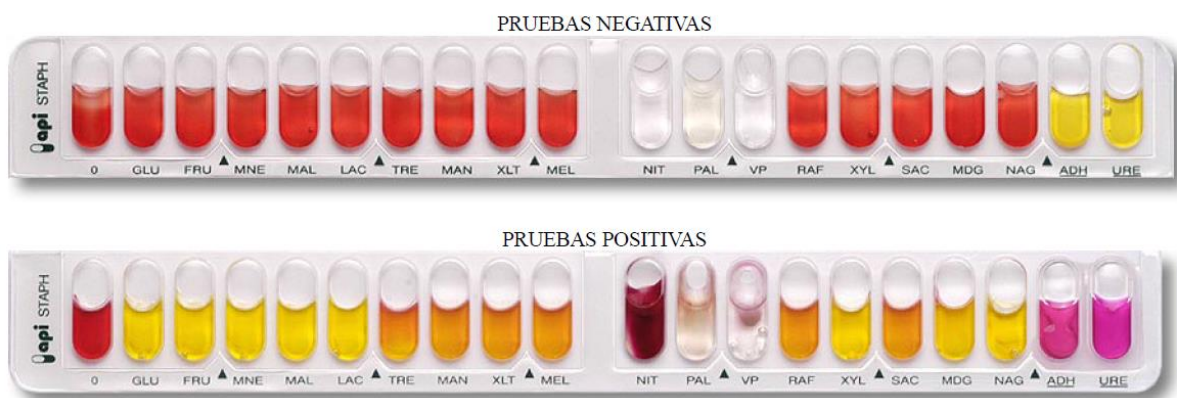 PRUEBAS NEGATIVAS
api STAPH
0 GLU FRU MNE MAL LAC TRE MAN XLT MEL NIT PAL VP RAF XYL SAC MDG NAG ADH URE
PRUEBAS POSITIVAS
api STAPH
0 GLU FRU MNE MAL LAC TRE MAN XLT MEL NIT PAL VP RAF XYL SAC MDG NAG ADH URE